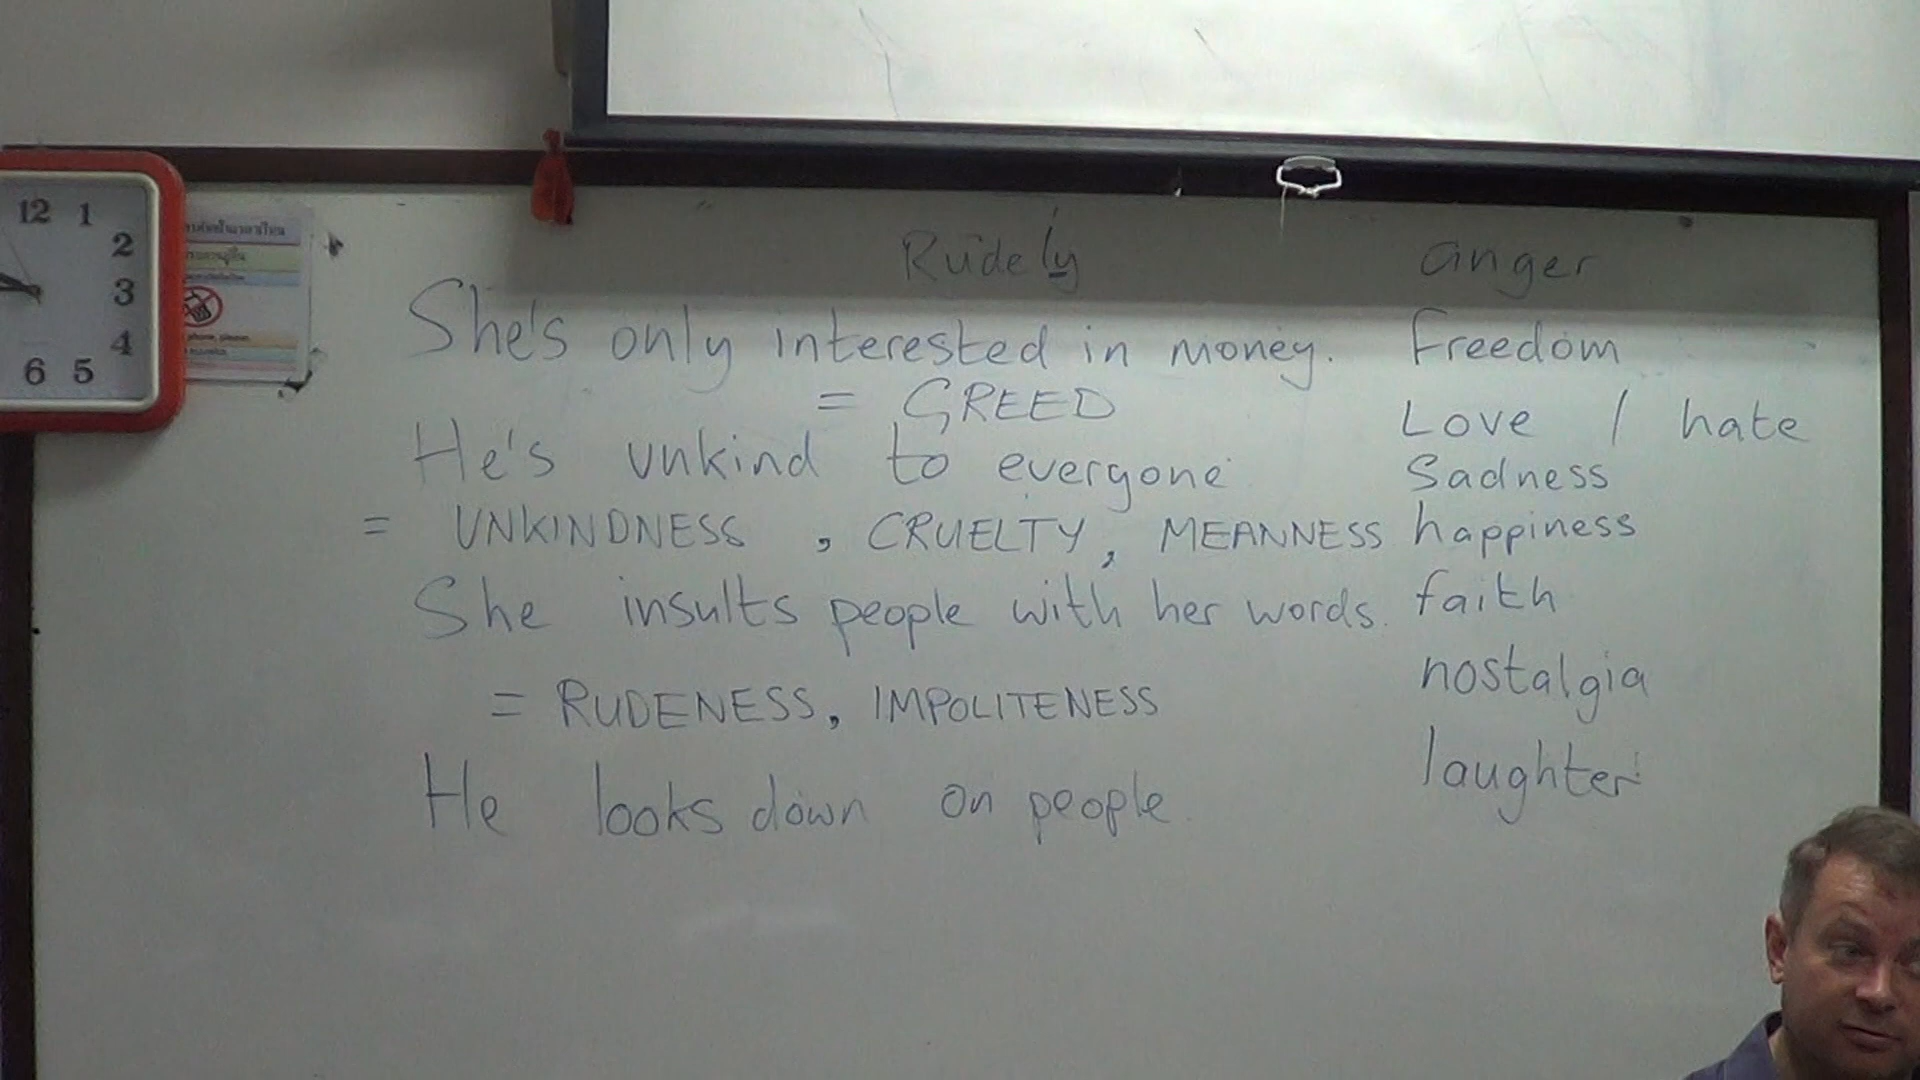 12 1
2
3
4
6 5
phone, please.
Rudely
She's only interested in money.
= GREED
He's unkind to everyone
= UNKINDNESS, CRUELTY, MEANNESS
She insults people with her words.
= RUDENESS, IMPOLITENESS
He looks down on people.
anger
Freedom
Love / hate
Sadness
happiness
faith
nostalgia
laughter